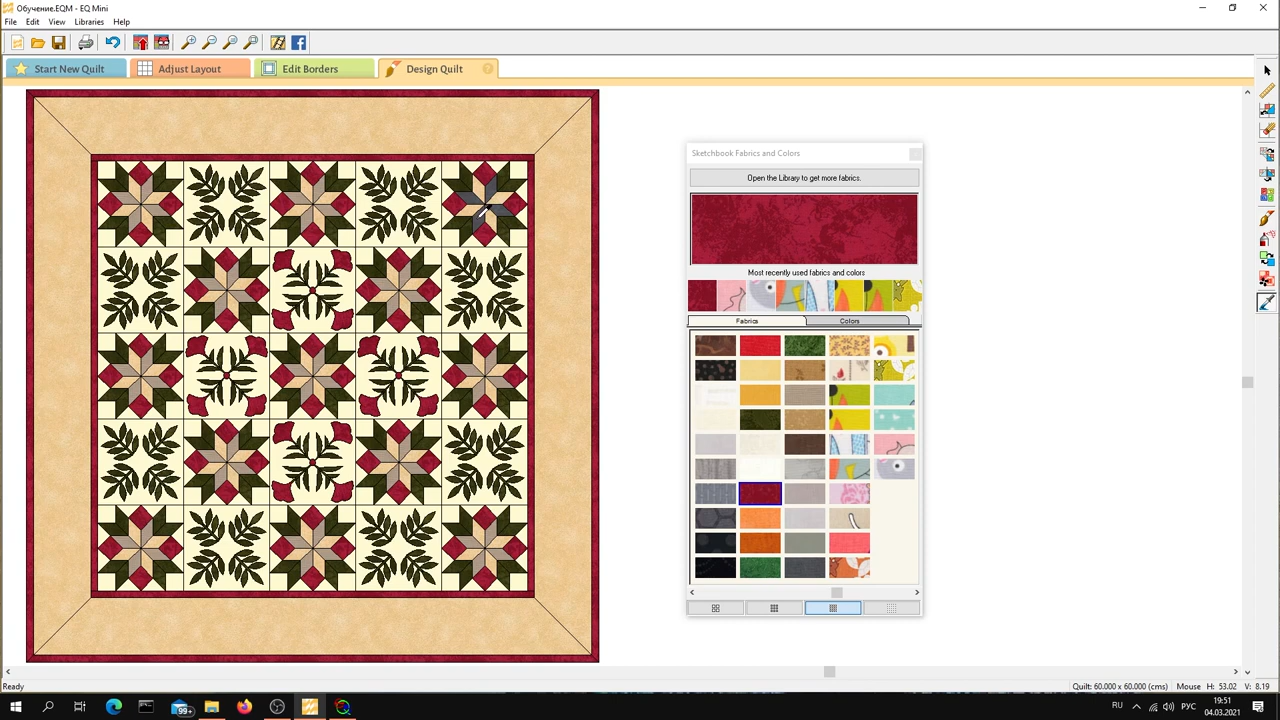 Обучение.EQM - EQ Mini
File Edit View Libraries Help
Start New Quilt Adjust Layout Edit Borders Design Quilt ?
Sketchbook Fabrics and Colors
Open the Library to get more fabrics.
Most recently used fabrics and colors
Fabrics Colors
Ready Quilt: 60.000 x 60.000 (cms) Mouse H: 53.02 V: 8.19
99+ RU РУС 19:51
04.03.2021